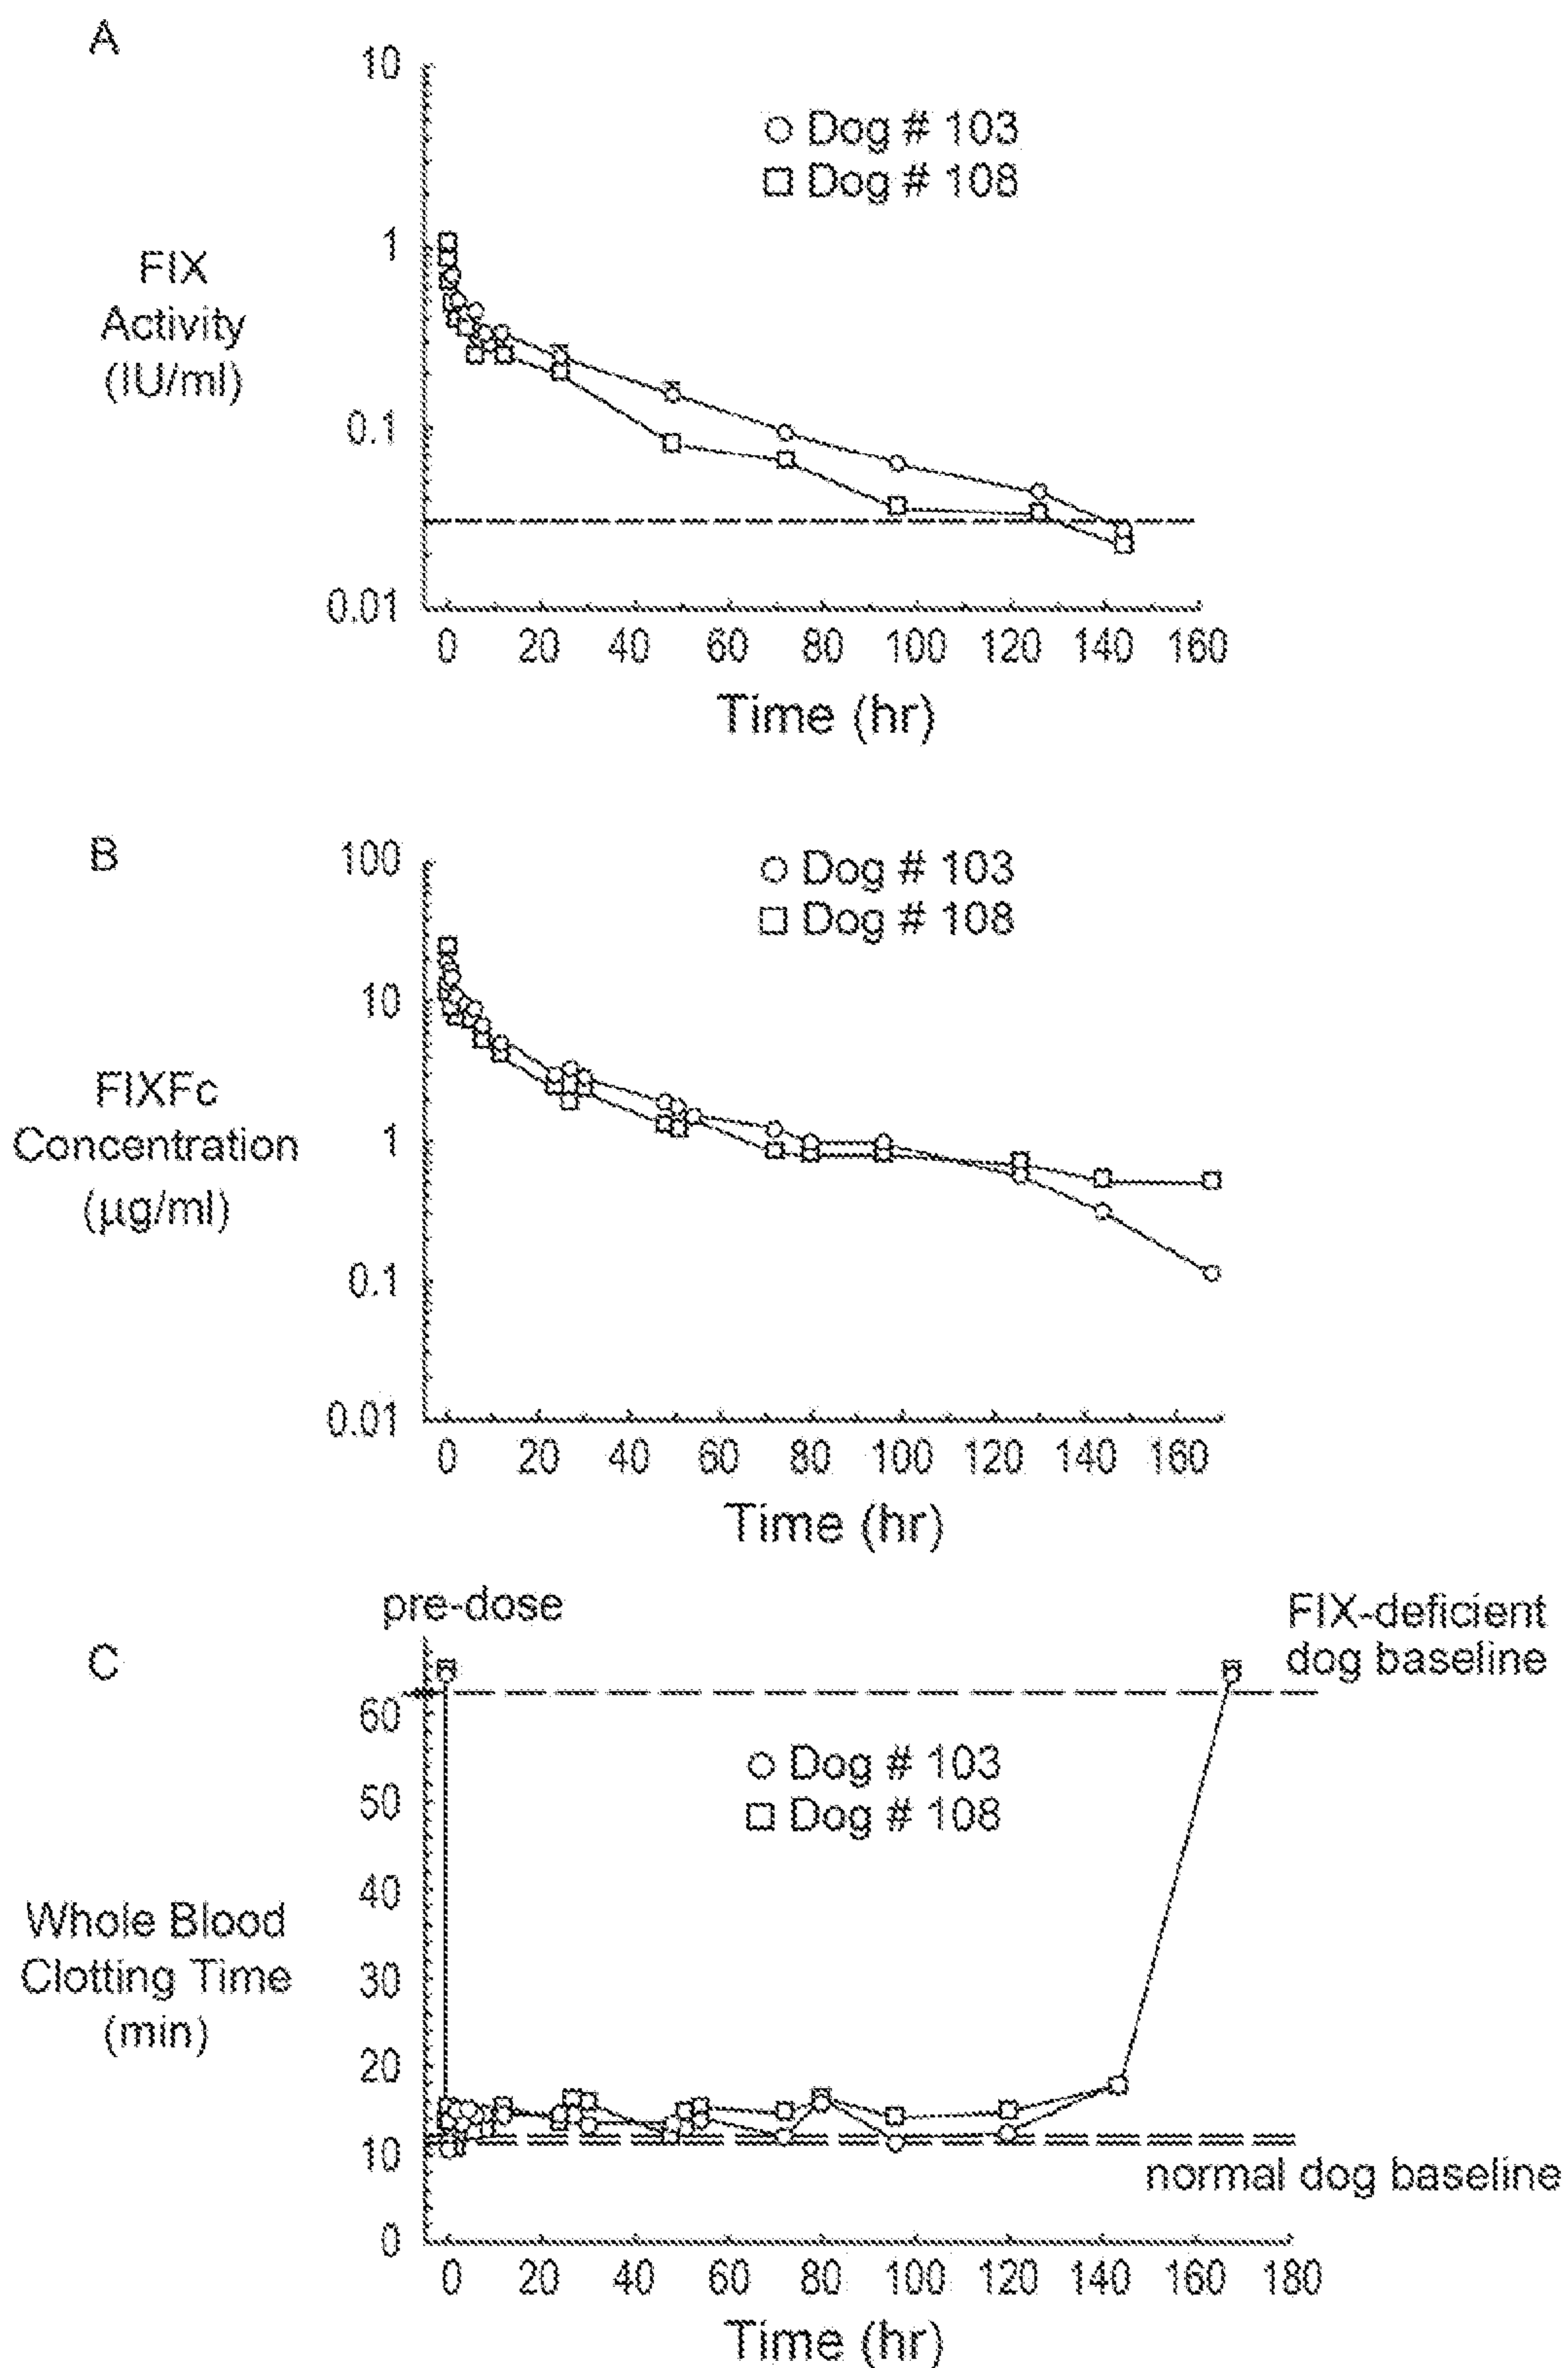 A
10
1
0.1
0.01
FIX
Activity
(IU/ml)
Dog # 103
Dog # 108
0 20 40 60 80 100 120 140 160
Time (hr)
B
100
10
1
0.1
0.01
FIXFc
Concentration
(µg/ml)
Dog # 103
Dog # 108
0 20 40 60 80 100 120 140 160
Time (hr)
C
pre-dose
FIX-deficient
dog baseline
60
50
40
30
20
10
0
Whole Blood
Clotting Time
(min)
Dog # 103
Dog # 108
normal dog baseline
0 20 40 60 80 100 120 140 160 180
Time (hr)